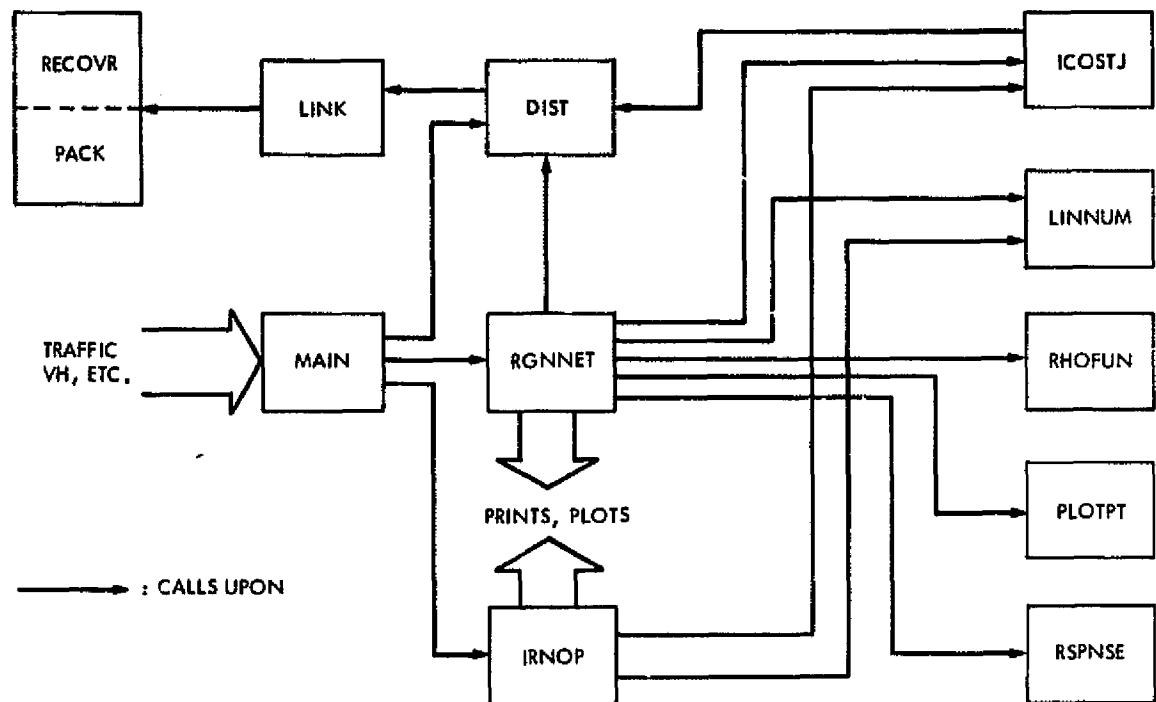 RECOVR
PACK
LINK
DIST
ICOSTJ
LINNUM
TRAFFIC
VH, ETC.
MAIN
RGNNET
RHOFUN
PRINTS, PLOTS
PLOTPT
: CALLS UPON
IRNOP
RSPNSE